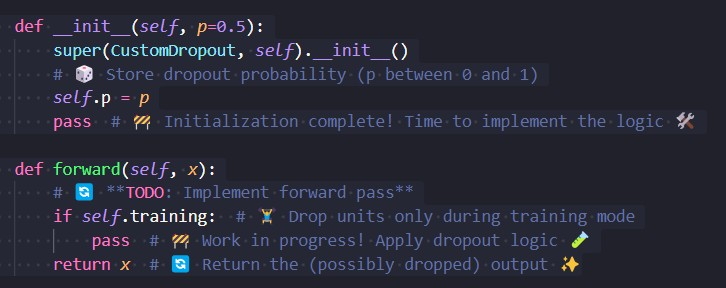 def __init__(self, p=0.5):
super(CustomDropout, self).__init__()
# 🎲 Store dropout probability (p between 0 and 1)
self.p = p
pass # 🚧 Initialization complete! Time to implement the logic 🛠️
def forward(self, x):
# 🔄 **TODO: Implement forward pass**
if self.training: # 🏋️ Drop units only during training mode
pass # 🚧 Work in progress! Apply dropout logic 🧪
return x # 🔄 Return the (possibly dropped) output ✨